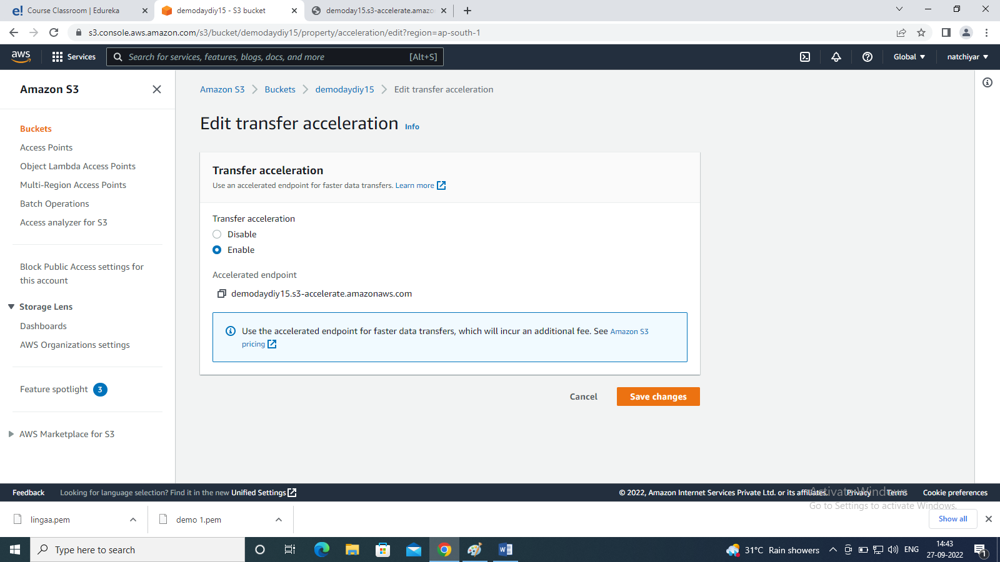 e! Course Classroom | Edureka
demodaydiy15 - S3 bucket
demoday15.s3-accelerate.amazo
s3.console.aws.amazon.com/s3/bucket/demodaydiy15/property/acceleration/edit?region=ap-south-1
aws
Services
Search for services, features, blogs, docs, and more
[Alt+S]
Global
natchiyar
Amazon S3
Buckets
Access Points
Object Lambda Access Points
Multi-Region Access Points
Batch Operations
Access analyzer for S3
Block Public Access settings for
this account
Storage Lens
Dashboards
AWS Organizations settings
Feature spotlight 3
AWS Marketplace for S3
Amazon S3
Buckets
demodaydiy15
Edit transfer acceleration
Edit transfer acceleration Info
Transfer acceleration
Use an accelerated endpoint for faster data transfers. Learn more
Transfer acceleration
Disable
Enable
Accelerated endpoint
demodaydiy15.s3-accelerate.amazonaws.com
Use the accelerated endpoint for faster data transfers, which will incur an additional fee. See Amazon S3
pricing
Cancel
Save changes
Feedback
Looking for language selection? Find it in the new Unified Settings
© 2022, Amazon Internet Services Private Ltd. or its affiliates.
Privacy
Terms
Cookie preferences
Activate Windows
Go to Settings to activate Windows.
lingaa.pem
demo 1.pem
Show all
Type here to search
31°C Rain showers
ENG
14:43
27-09-2022
1